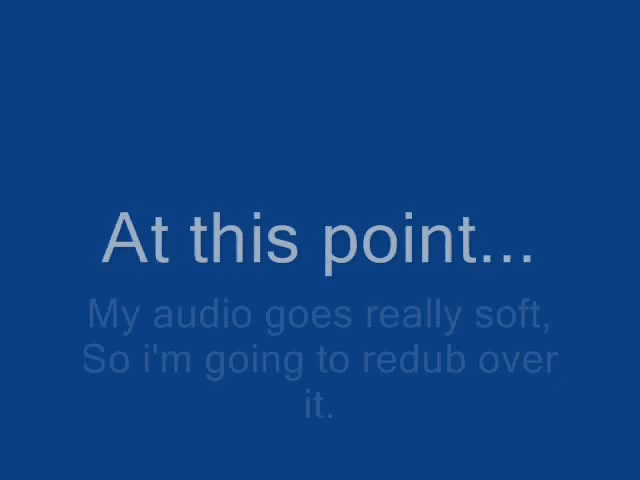 At this point...
My audio goes really soft,
So i'm going to redub over
it.